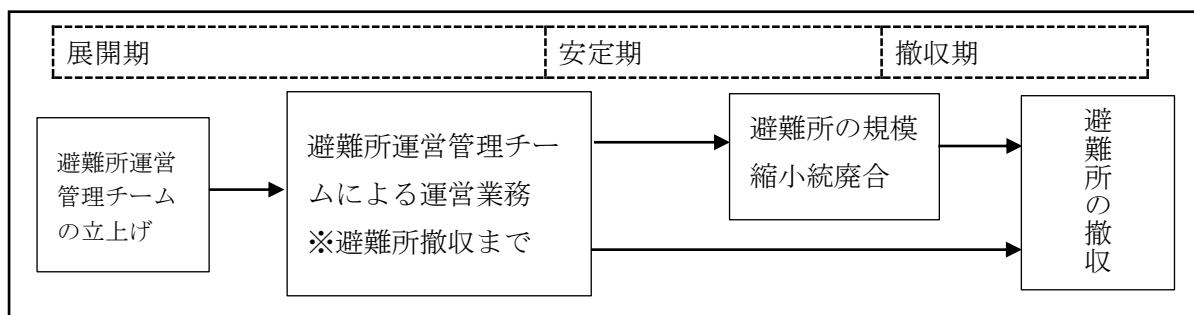 展開期
安定期
撤収期
避難所運営
管理チーム
の立上げ
避難所運営管理チー
ムによる運営業務
※避難所撤収まで
避難所の規模
縮小統廃合
避難所の撤収